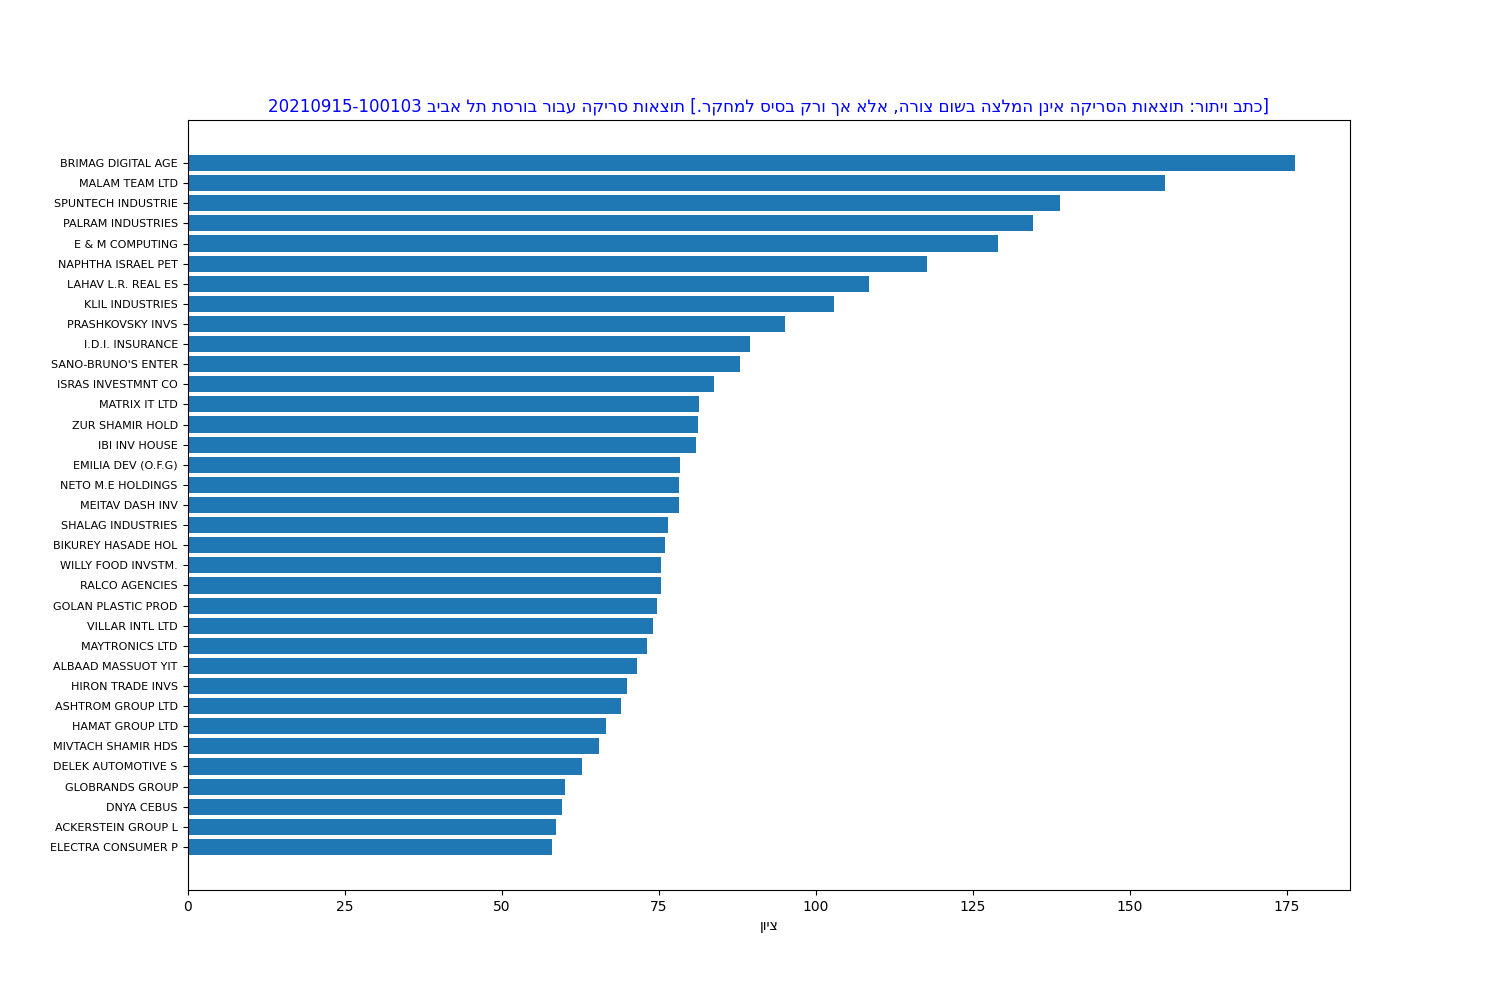 [כתב ויתור: תוצאות הסריקה אינן המלצה בשום צורה, אלא אך ורק בסיס למחקר.] תוצאות סריקה עבור בורסת תל אביב 20210915-100103
BRIMAG DIGITAL AGE
MALAM TEAM LTD
SPUNTECH INDUSTRIE
PALRAM INDUSTRIES
E & M COMPUTING
NAPHTHA ISRAEL PET
LAHAV L.R. REAL ES
KLIL INDUSTRIES
PRASHKOVSKY INVS
I.D.I. INSURANCE
SANO-BRUNO'S ENTER
ISRAS INVESTMNT CO
MATRIX IT LTD
ZUR SHAMIR HOLD
IBI INV HOUSE
EMILIA DEV (O.F.G)
NETO M.E HOLDINGS
MEITAV DASH INV
SHALAG INDUSTRIES
BIKUREY HASADE HOL
WILLY FOOD INVSTM.
RALCO AGENCIES
GOLAN PLASTIC PROD
VILLAR INTL LTD
MAYTRONICS LTD
ALBAAD MASSUOT YIT
HIRON TRADE INVS
ASHTROM GROUP LTD
HAMAT GROUP LTD
MIVTACH SHAMIR HDS
DELEK AUTOMOTIVE S
GLOBRANDS GROUP
DNYA CEBUS
ACKERSTEIN GROUP L
ELECTRA CONSUMER P
0 25 50 75 100 125 150 175
ציון